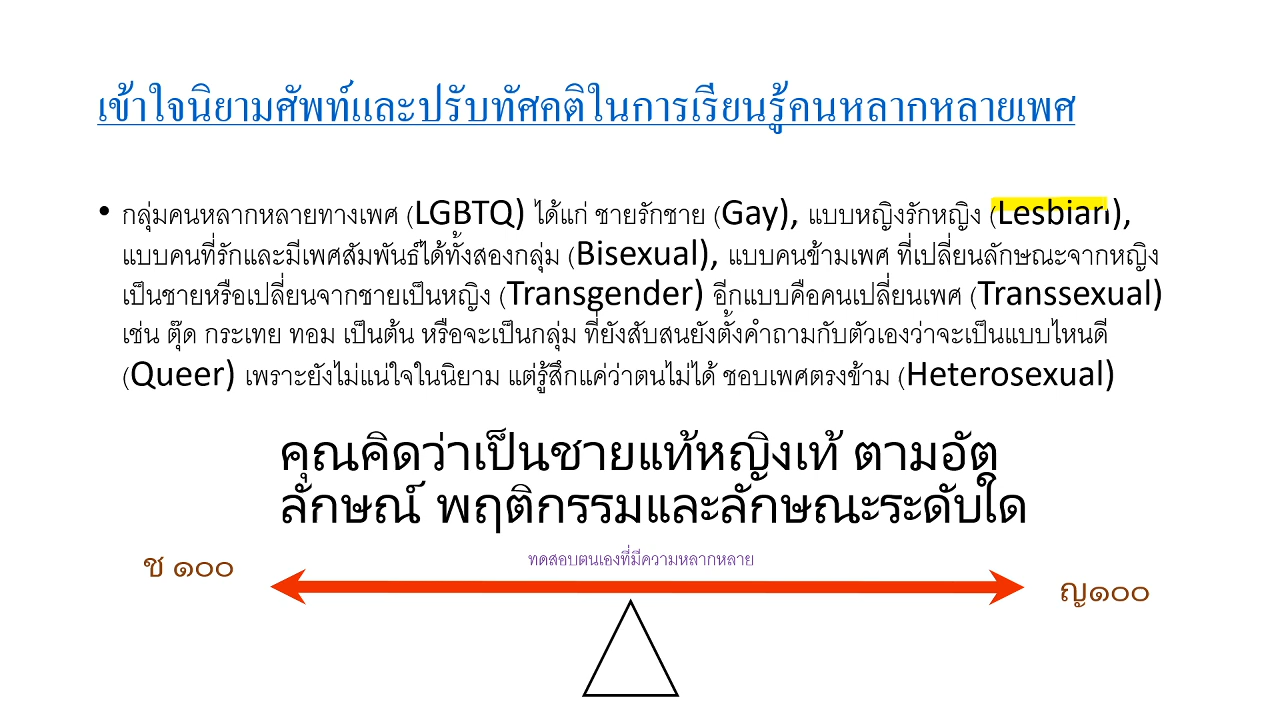 เข้าใจนิยามศัพท์และปรับทัศคติในการเรียนรู้คนหลากหลายเพศ
• กลุ่มคนหลากหลายทางเพศ (LGBTQ) ได้แก่ ชายรักชาย (Gay), แบบหญิงรักหญิง (Lesbian),
แบบคนที่รักและมีเพศสัมพันธ์ได้ทั้งสองกลุ่ม (Bisexual), แบบคนข้ามเพศ ที่เปลี่ยนลักษณะจากหญิง
เป็นชายหรือเปลี่ยนจากชายเป็นหญิง (Transgender) อีกแบบคือคนเปลี่ยนเพศ (Transsexual)
เช่น ตุ๊ด กระเทย ทอม เป็นต้น หรือจะเป็นกลุ่ม ที่ยังสับสนยังตั้งคำถามกับตัวเองว่าจะเป็นแบบไหนดี
(Queer) เพราะยังไม่แน่ใจในนิยาม แต่รู้สึกแค่ว่าตนไม่ได้ ชอบเพศตรงข้าม (Heterosexual)
คุณคิดว่าเป็นชายแท้หญิงเท้ ตามอัต
ลักษณ์ พฤติกรรมและลักษณะระดับใด
ทดสอบตนเองที่มีความหลากหลาย
ช ๑๐๐
ญ๑๐๐